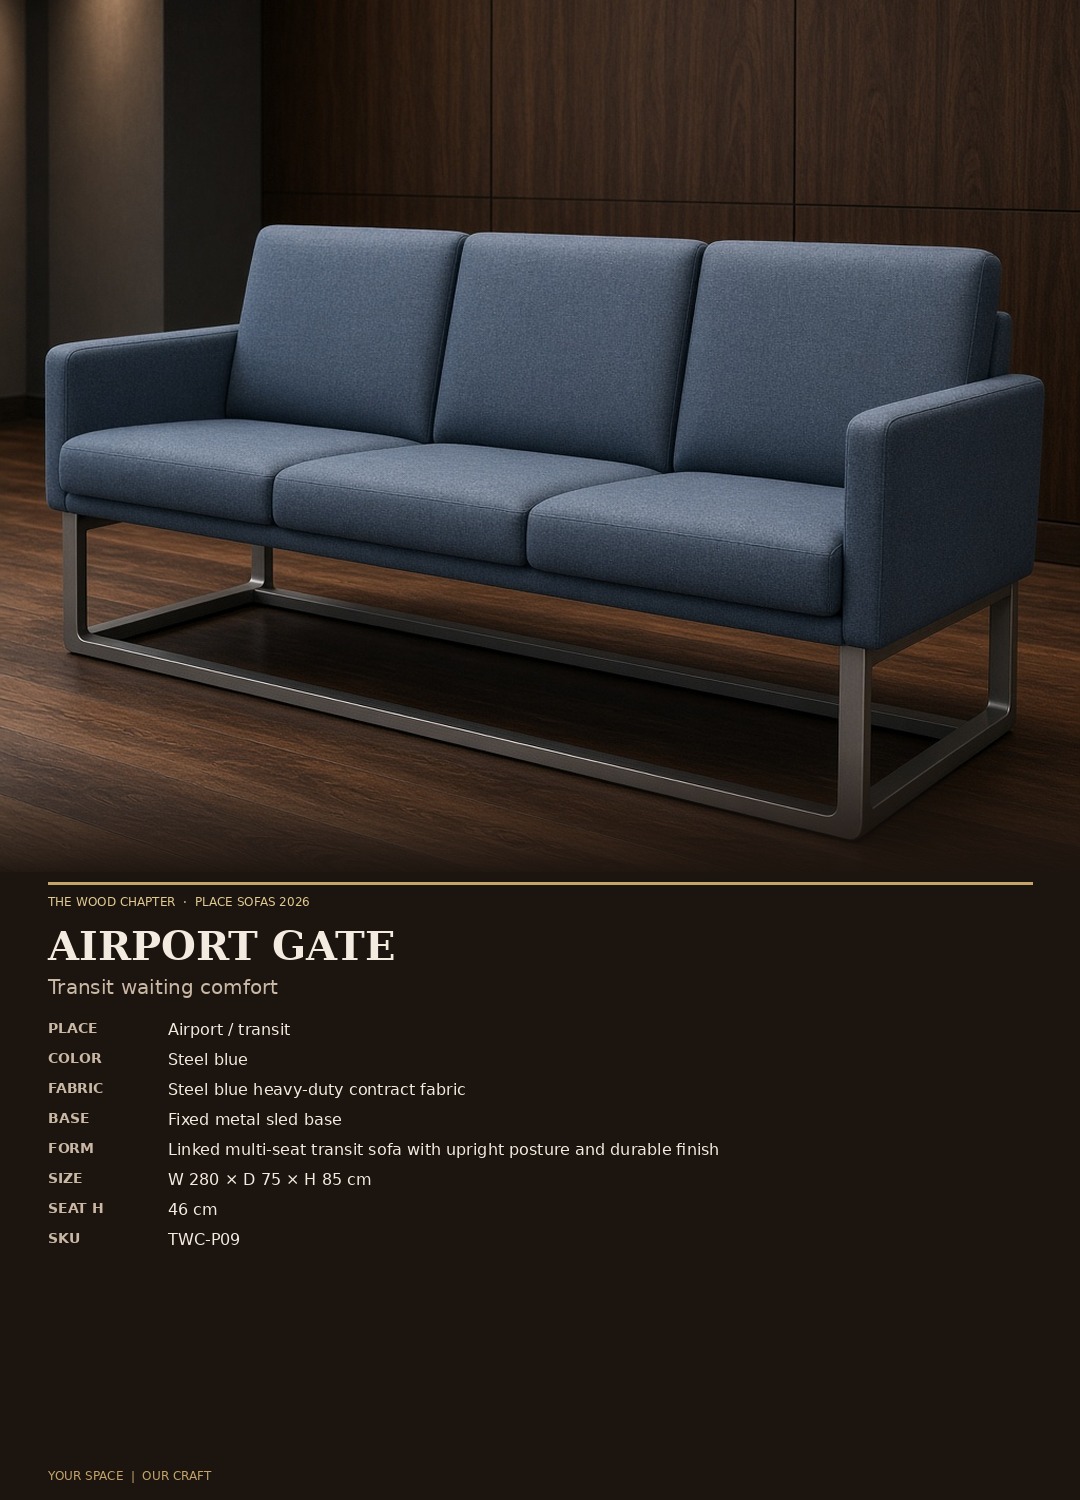 THE WOOD CHAPTER · PLACE SOFAS 2026
AIRPORT GATE
Transit waiting comfort
PLACE Airport / transit
COLOR Steel blue
FABRIC Steel blue heavy-duty contract fabric
BASE Fixed metal sled base
FORM Linked multi-seat transit sofa with upright posture and durable finish
SIZE W 280 × D 75 × H 85 cm
SEAT H 46 cm
SKU TWC-P09
YOUR SPACE | OUR CRAFT